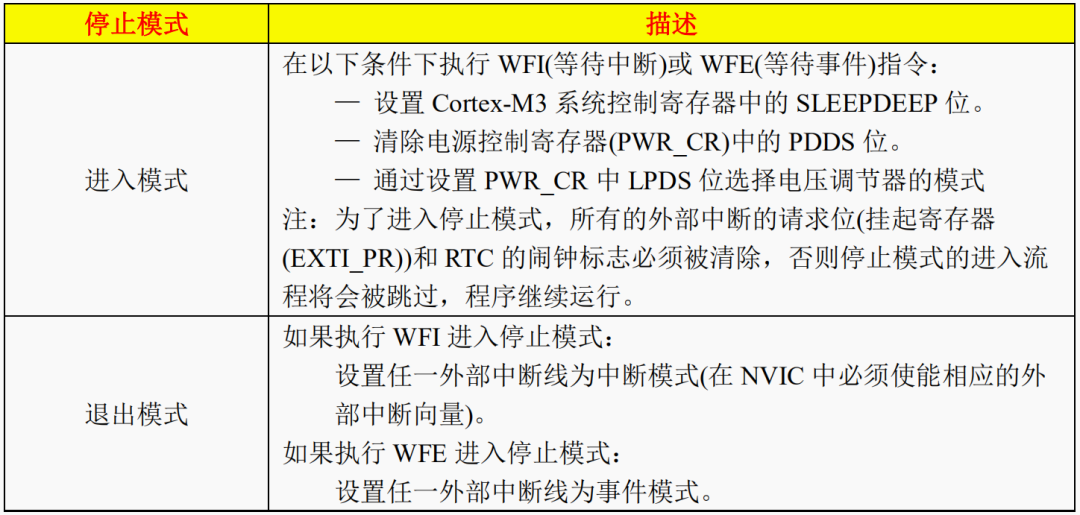 停止模式
描述
进入模式
在以下条件下执行 WFI(等待中断)或 WFE(等待事件)指令：
— 设置 Cortex-M3 系统控制寄存器中的 SLEEPDEEP 位。
— 清除电源控制寄存器(PWR_CR)中的 PDDS 位。
— 通过设置 PWR_CR 中 LPDS 位选择电压调节器的模式
注：为了进入停止模式，所有的外部中断的请求位(挂起寄存器
(EXTI_PR))和 RTC 的闹钟标志必须被清除，否则停止模式的进入流
程将会被跳过，程序继续运行。
退出模式
如果执行 WFI 进入停止模式：
设置任一外部中断线为中断模式(在 NVIC 中必须使能相应的外
部中断向量)。
如果执行 WFE 进入停止模式：
设置任一外部中断线为事件模式。